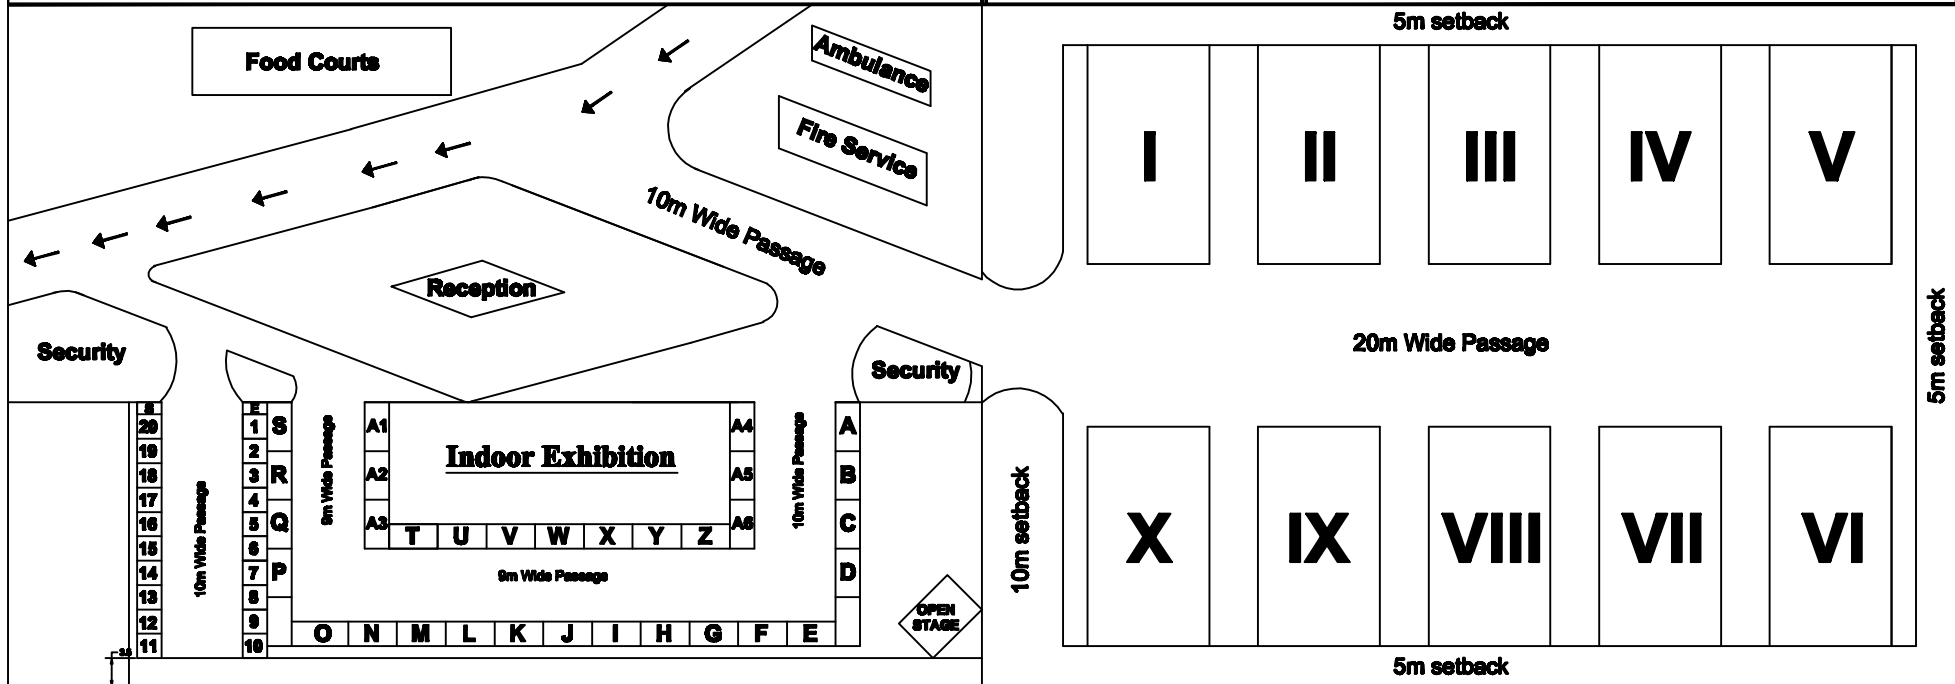 5m setback
Food Courts
Ambulance
Fire Service
I II III IV V
10m Wide Passage
Reception
20m Wide Passage
5m setback
Security
Security
S
20
19
18
17
16
15
14
13
12
11
10m Wide Passage
E
1
2
3
4
5
6
7
8
9
10
S
R
Q
P
9m Wide Passage
A1
A2
A3
Indoor Exhibition
T U V W X Y Z
A4
A5
A6
10m Wide Passage
A
B
C
D
9m Wide Passage
O N M L K J I H G F E
OPEN
STAGE
10m setback
X IX VIII VII VI
5m setback